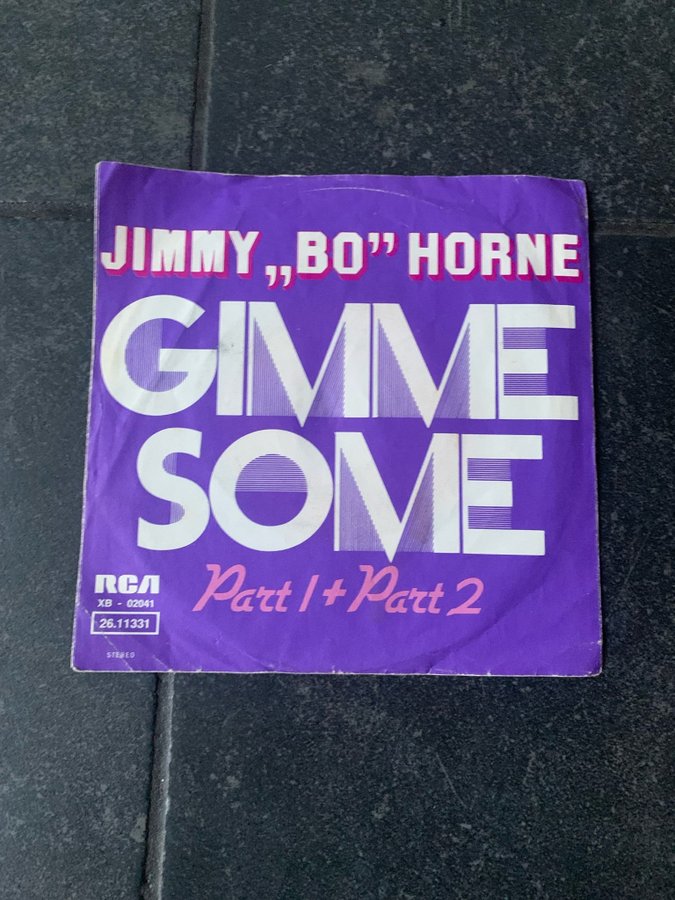 JIMMY „BO” HORNE
GIMME
SOME
Part 1 + Part 2
RCA
XB - 02041
26.11331
STEREO